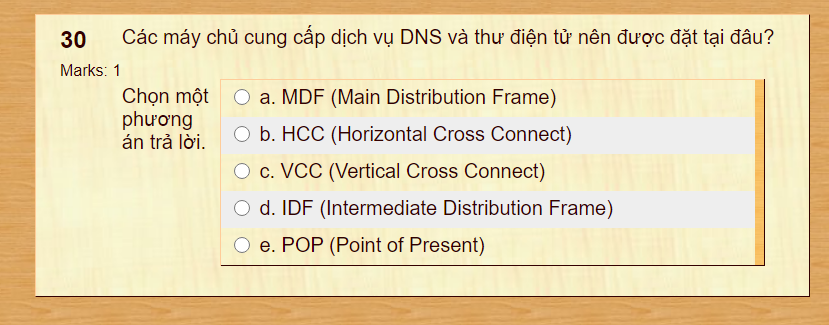 30 Các máy chủ cung cấp dịch vụ DNS và thư điện tử nên được đặt tại đâu?
Marks: 1
Chọn một
phương
án trả lời.
a. MDF (Main Distribution Frame)
b. HCC (Horizontal Cross Connect)
c. VCC (Vertical Cross Connect)
d. IDF (Intermediate Distribution Frame)
e. POP (Point of Present)